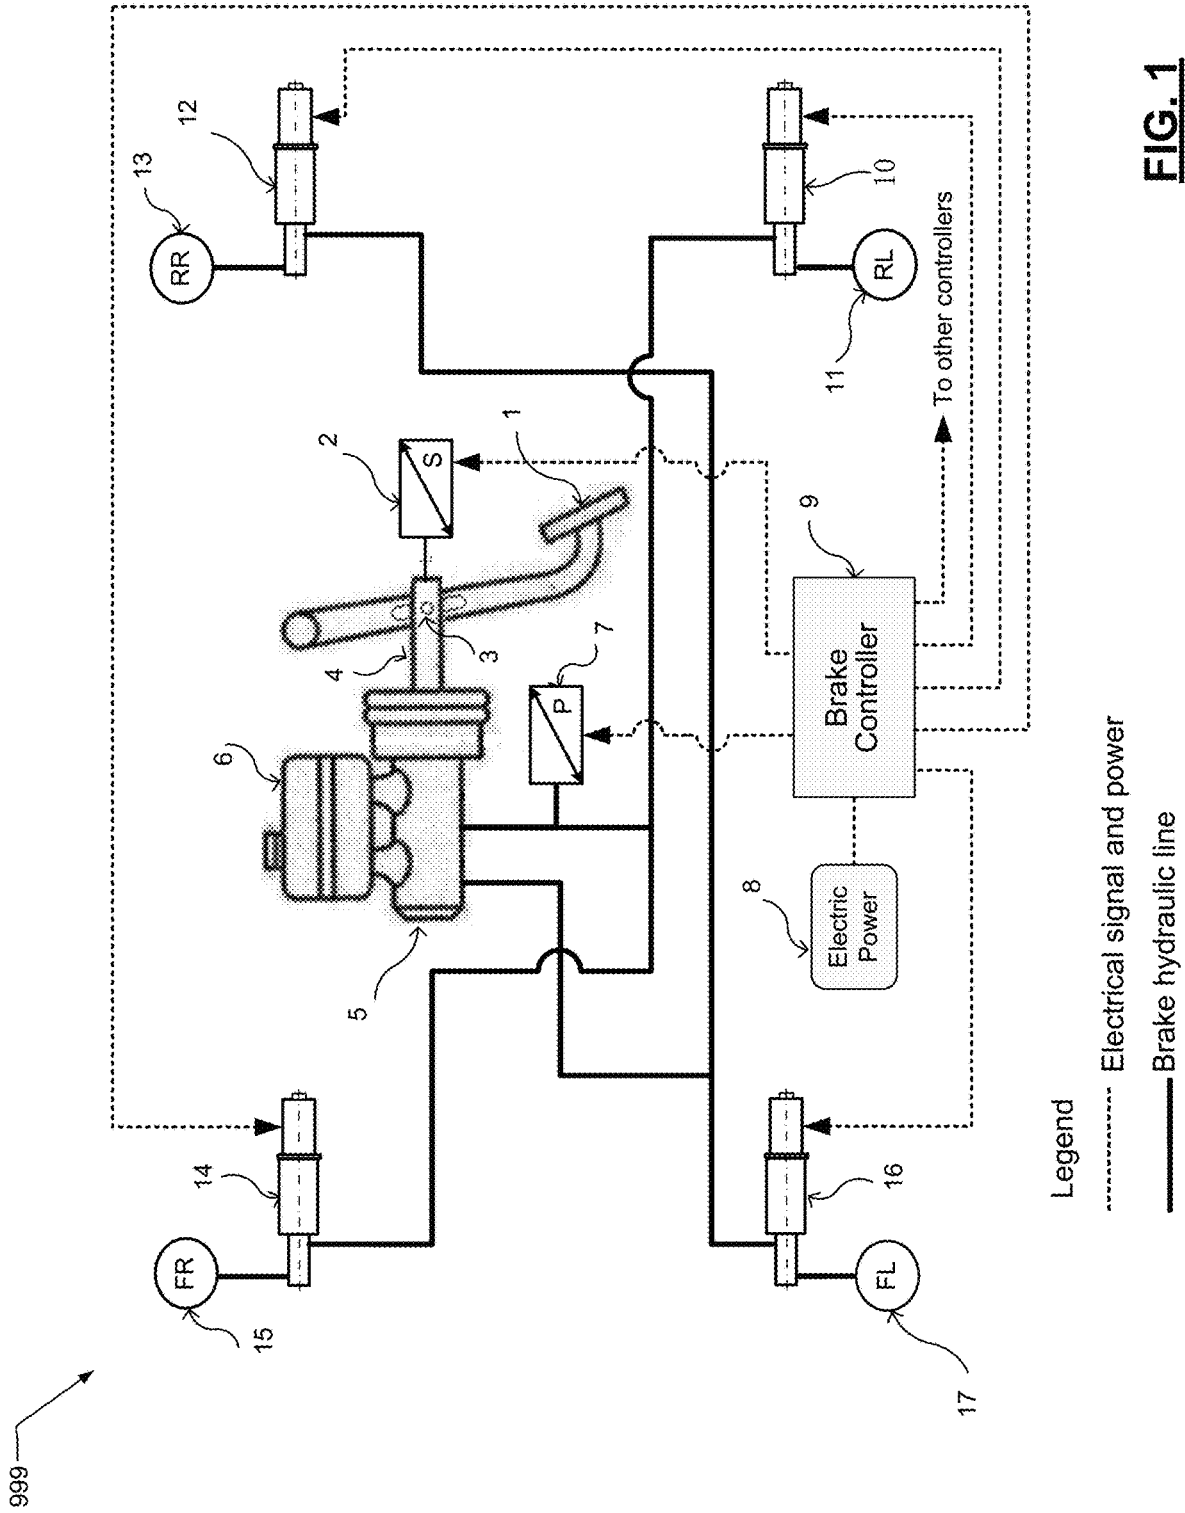 999
15
FR
14
13
RR
12
6
5
4
3
2
S
1
P
7
8
Electric
Power
Brake
Controller
9
To other controllers
16
FL
17
10
RL
11
Legend
Electrical signal and power
Brake hydraulic line
FIG. 1